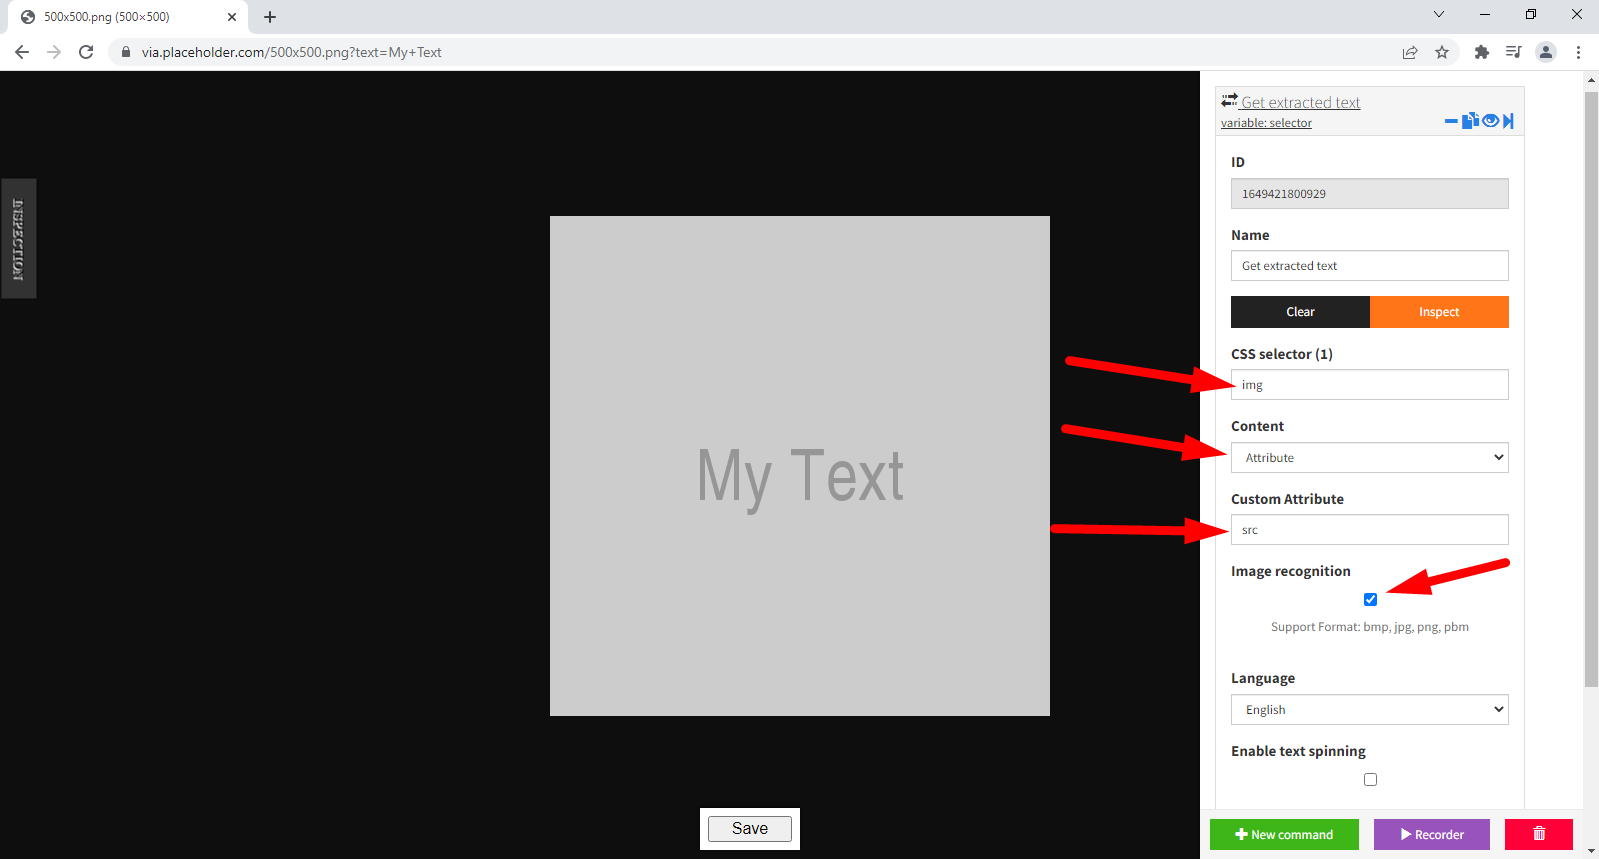 500x500.png (500×500)
via.placeholder.com/500x500.png?text=My+Text
INSPECTION
My Text
Save
Get extracted text
variable: selector
ID
1649421800929
Name
Get extracted text
Clear
Inspect
CSS selector (1)
img
Content
Attribute
Custom Attribute
src
Image recognition
Support Format: bmp, jpg, png, pbm
Language
English
Enable text spinning
New command
Recorder